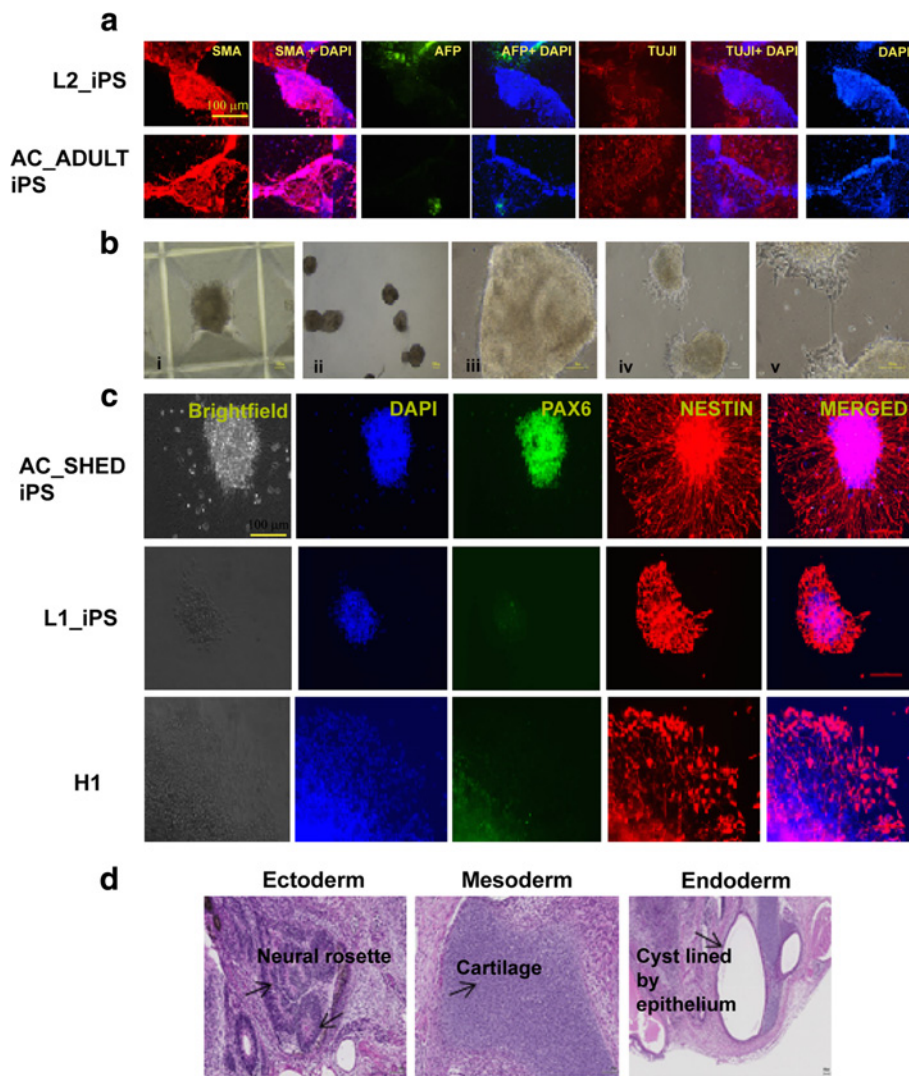 a
SMA SMA + DAPI AFP AFP+ DAPI TUJI TUJI+ DAPI DAPI
L2_iPS
100 µm
AC_ADULT
iPS
b
i ii iii iv v
c
Brightfield DAPI PAX6 NESTIN MERGED
AC_SHED
iPS
100 µm
L1_iPS
H1
d
Ectoderm Mesoderm Endoderm
Neural rosette
Cartilage
Cyst lined
by
epithelium